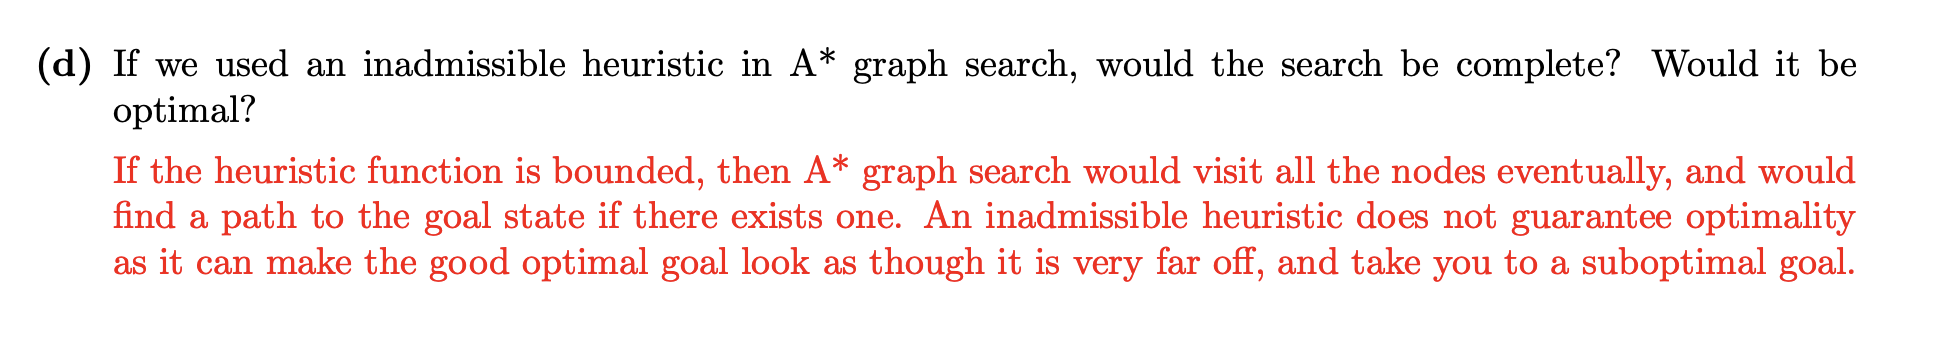 (d) If we used an inadmissible heuristic in A* graph search, would the search be complete? Would it be
optimal?
If the heuristic function is bounded, then A* graph search would visit all the nodes eventually, and would
find a path to the goal state if there exists one. An inadmissible heuristic does not guarantee optimality
as it can make the good optimal goal look as though it is very far off, and take you to a suboptimal goal.